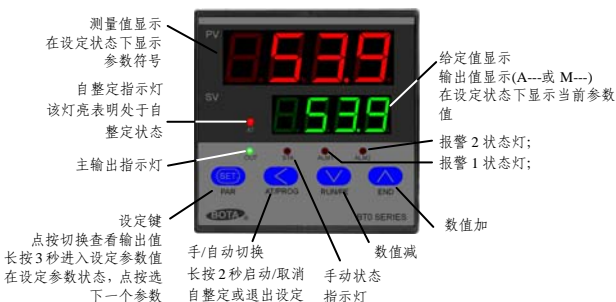 测量值显示
在设定状态下显示
参数符号
自整定指示灯
该灯亮表明处于自
整定状态
主输出指示灯
设定键
点按切换查看输出值
长按3秒进入设定参数值
在设定参数状态, 点按选
下一个参数
PV
53.9
SV
53.9
AT
OUT
STA
ALM1
ALM2
SET
PAR
AT/PROG
RUN/
END
BOTA
BT0 SERIES
给定值显示
输出值显示(A---或 M---)
在设定状态下显示当前参数
值
报警 2 状态灯;
报警 1 状态灯;
数值加
数值减
手/自动切换
长按2秒启动/取消
自整定或退出设定
手动状态
指示灯